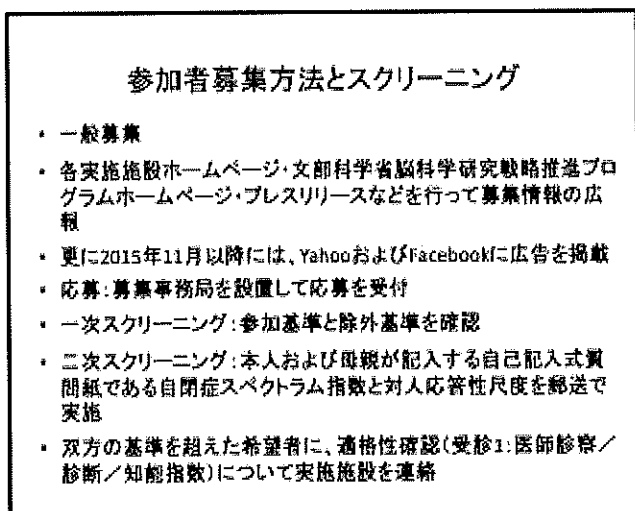 参加者募集方法とスクリーニング
• 一般募集
• 各実施施設ホームページ・文部科学省脳科学研究戦略推進プロ
グラムホームページ・プレスリリースなどを行って募集情報の広
報
• 更に2015年11月以降には、YahooおよびFacebookに広告を掲載
• 応募：募集事務局を設置して応募を受付
• 一次スクリーニング：参加基準と除外基準を確認
• 二次スクリーニング：本人および母親が記入する自己記入式質
問紙である自閉症スペクトラム指数と対人応答性尺度を郵送で
実施
• 双方の基準を超えた希望者に、適格性確認（受診1：医師診察／
診断／知能指数）について実施施設を連絡